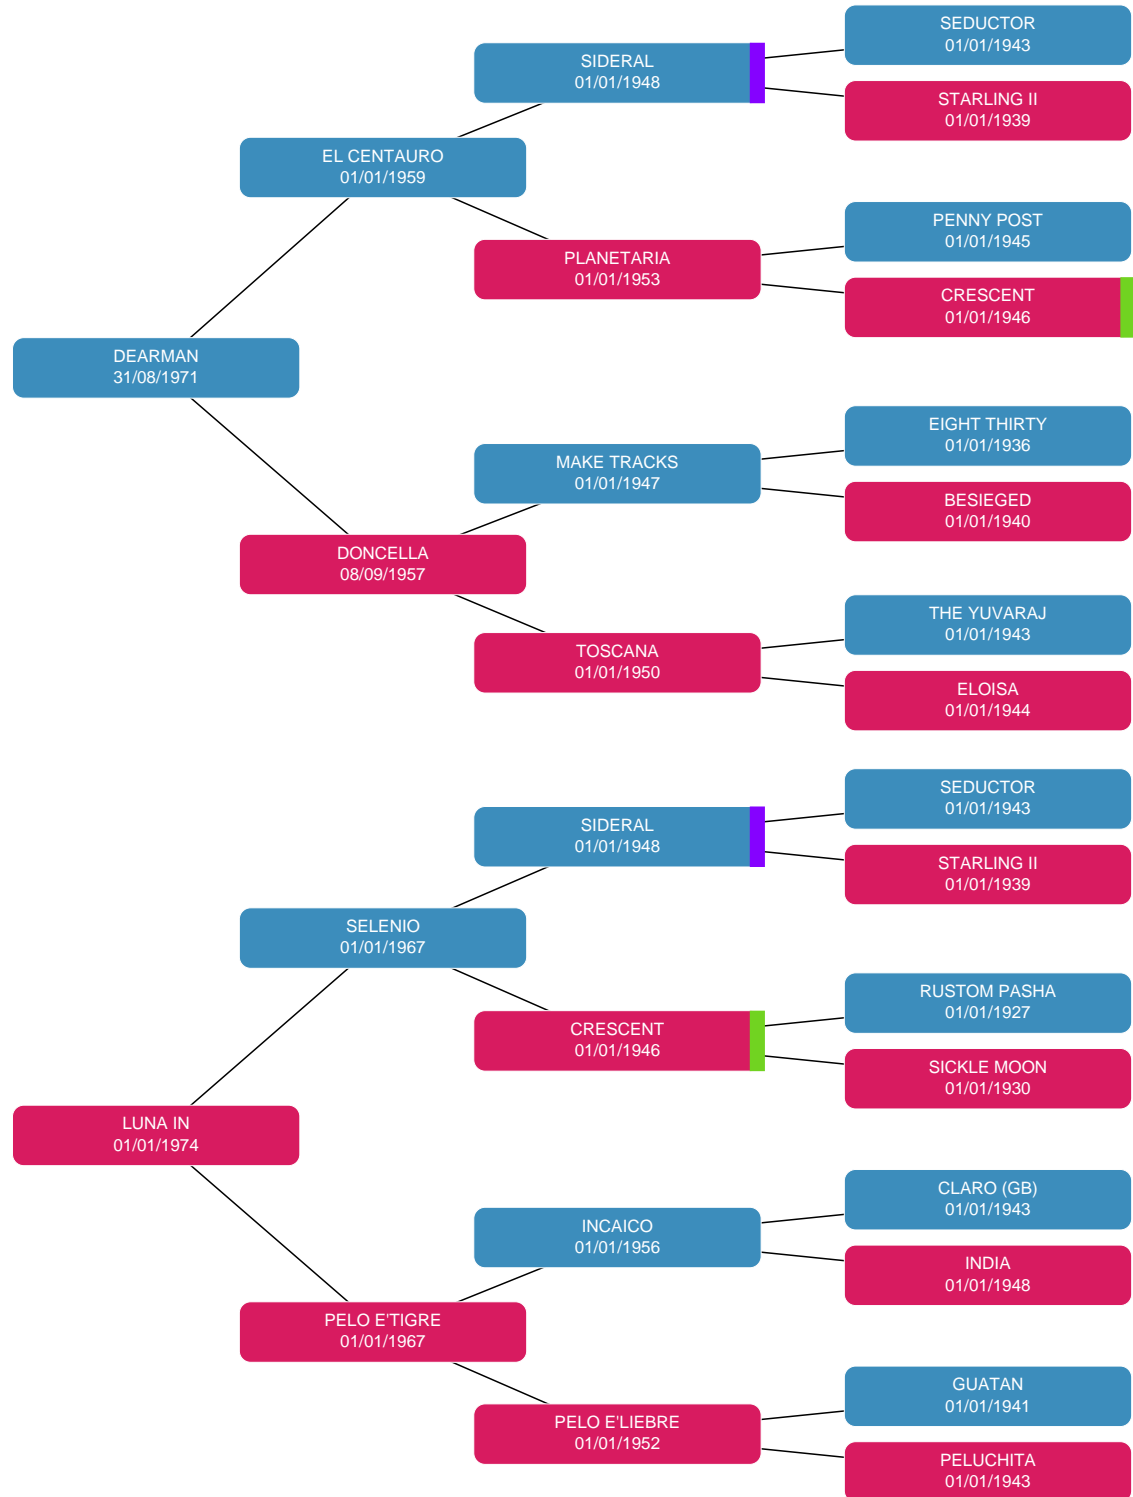 SEDUCTOR
01/01/1943
SIDERAL
01/01/1948
STARLING II
01/01/1939
EL CENTAURO
01/01/1959
PENNY POST
01/01/1945
PLANETARIA
01/01/1953
CRESCENT
01/01/1946
DEARMAN
31/08/1971
EIGHT THIRTY
01/01/1936
MAKE TRACKS
01/01/1947
BESIEGED
01/01/1940
DONCELLA
08/09/1957
THE YUVARAJ
01/01/1943
TOSCANA
01/01/1950
ELOISA
01/01/1944
SEDUCTOR
01/01/1943
SIDERAL
01/01/1948
STARLING II
01/01/1939
SELENIO
01/01/1967
RUSTOM PASHA
01/01/1927
CRESCENT
01/01/1946
SICKLE MOON
01/01/1930
LUNA IN
01/01/1974
CLARO (GB)
01/01/1943
INCAICO
01/01/1956
INDIA
01/01/1948
PELO E'TIGRE
01/01/1967
GUATAN
01/01/1941
PELO E'LIEBRE
01/01/1952
PELUCHITA
01/01/1943